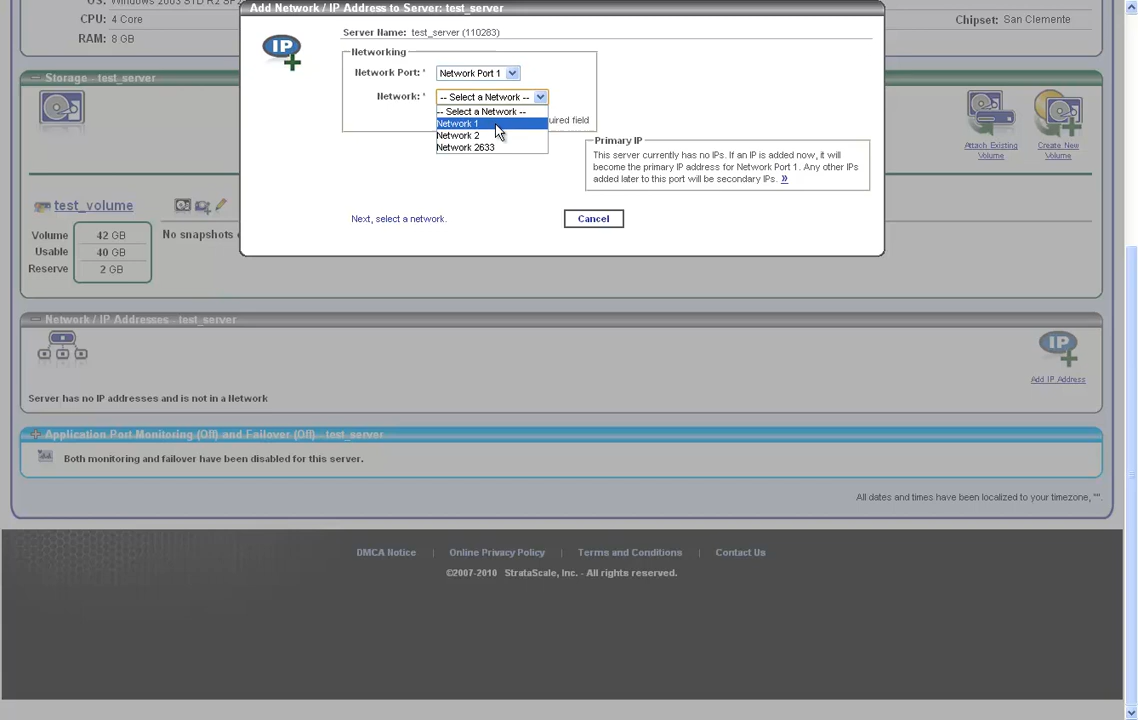 OS: Windows 2003 STD R2 SP2
CPU: 4 Core
RAM: 8 GB
Chipset: San Clemente
Add Network / IP Address to Server: test_server
IP
Server Name: test_server (110283)
Networking
Network Port: * Network Port 1
Network: * -- Select a Network --
-- Select a Network --
Network 1
Network 2
Network 2633
uired field
Primary IP
This server currently has no IPs. If an IP is added now, it will
become the primary IP address for Network Port 1. Any other IPs
added later to this port will be secondary IPs. »
Next, select a network.
Cancel
Storage - test_server
Attach Existing
Volume
Create New
Volume
test_volume
Volume 42 GB
Usable 40 GB
Reserve 2 GB
No snapshots
Network / IP Addresses - test_server
IP
Add IP Address
Server has no IP addresses and is not in a Network
Application Port Monitoring (Off) and Failover (Off) - test_server
Both monitoring and failover have been disabled for this server.
All dates and times have been localized to your timezone, "".
DMCA Notice | Online Privacy Policy | Terms and Conditions | Contact Us
©2007-2010 StrataScale, Inc. - All rights reserved.